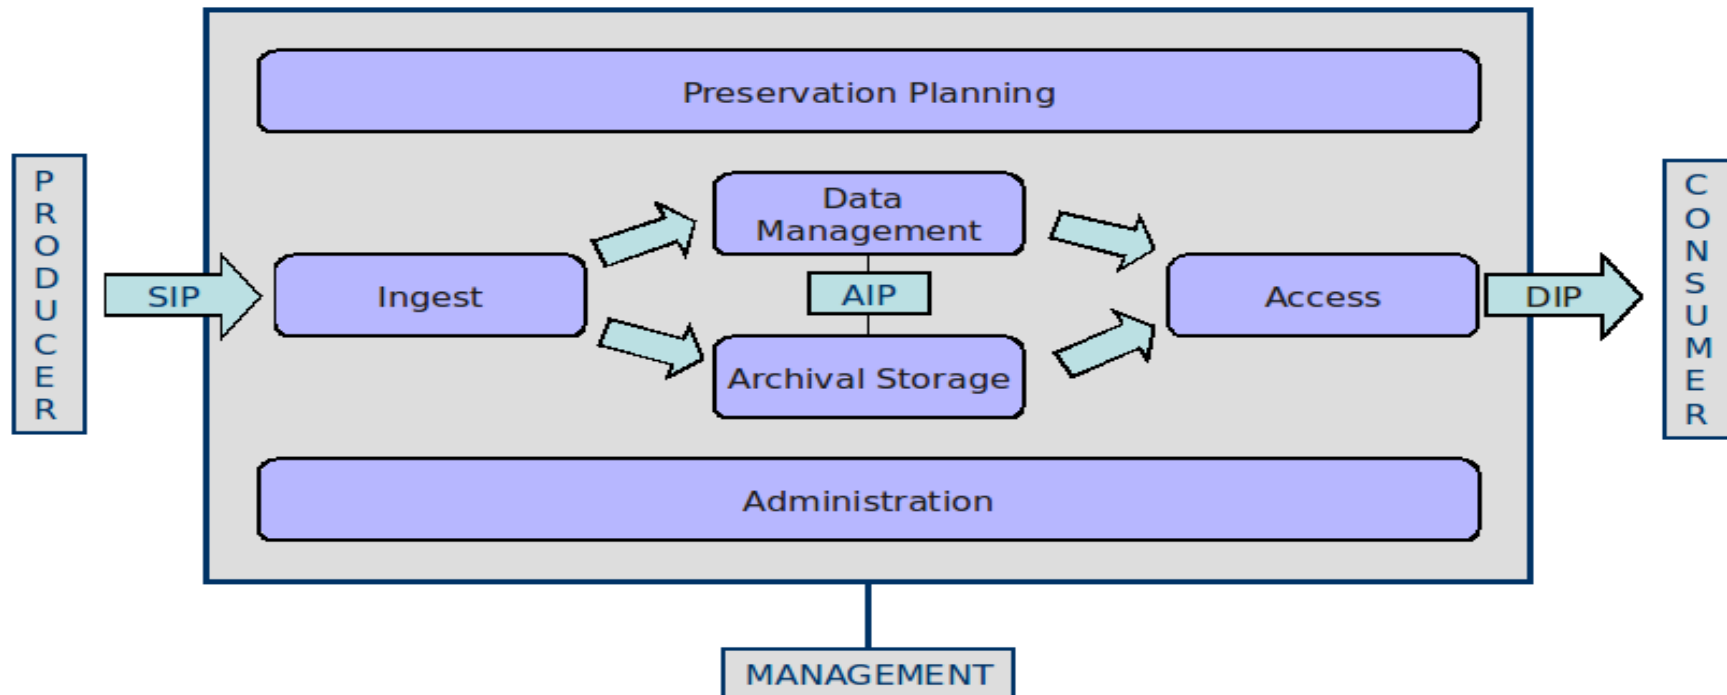 Preservation Planning
PRODUCER
SIP
Ingest
Data
Management
AIP
Archival Storage
Access
DIP
CONSUMER
Administration
MANAGEMENT